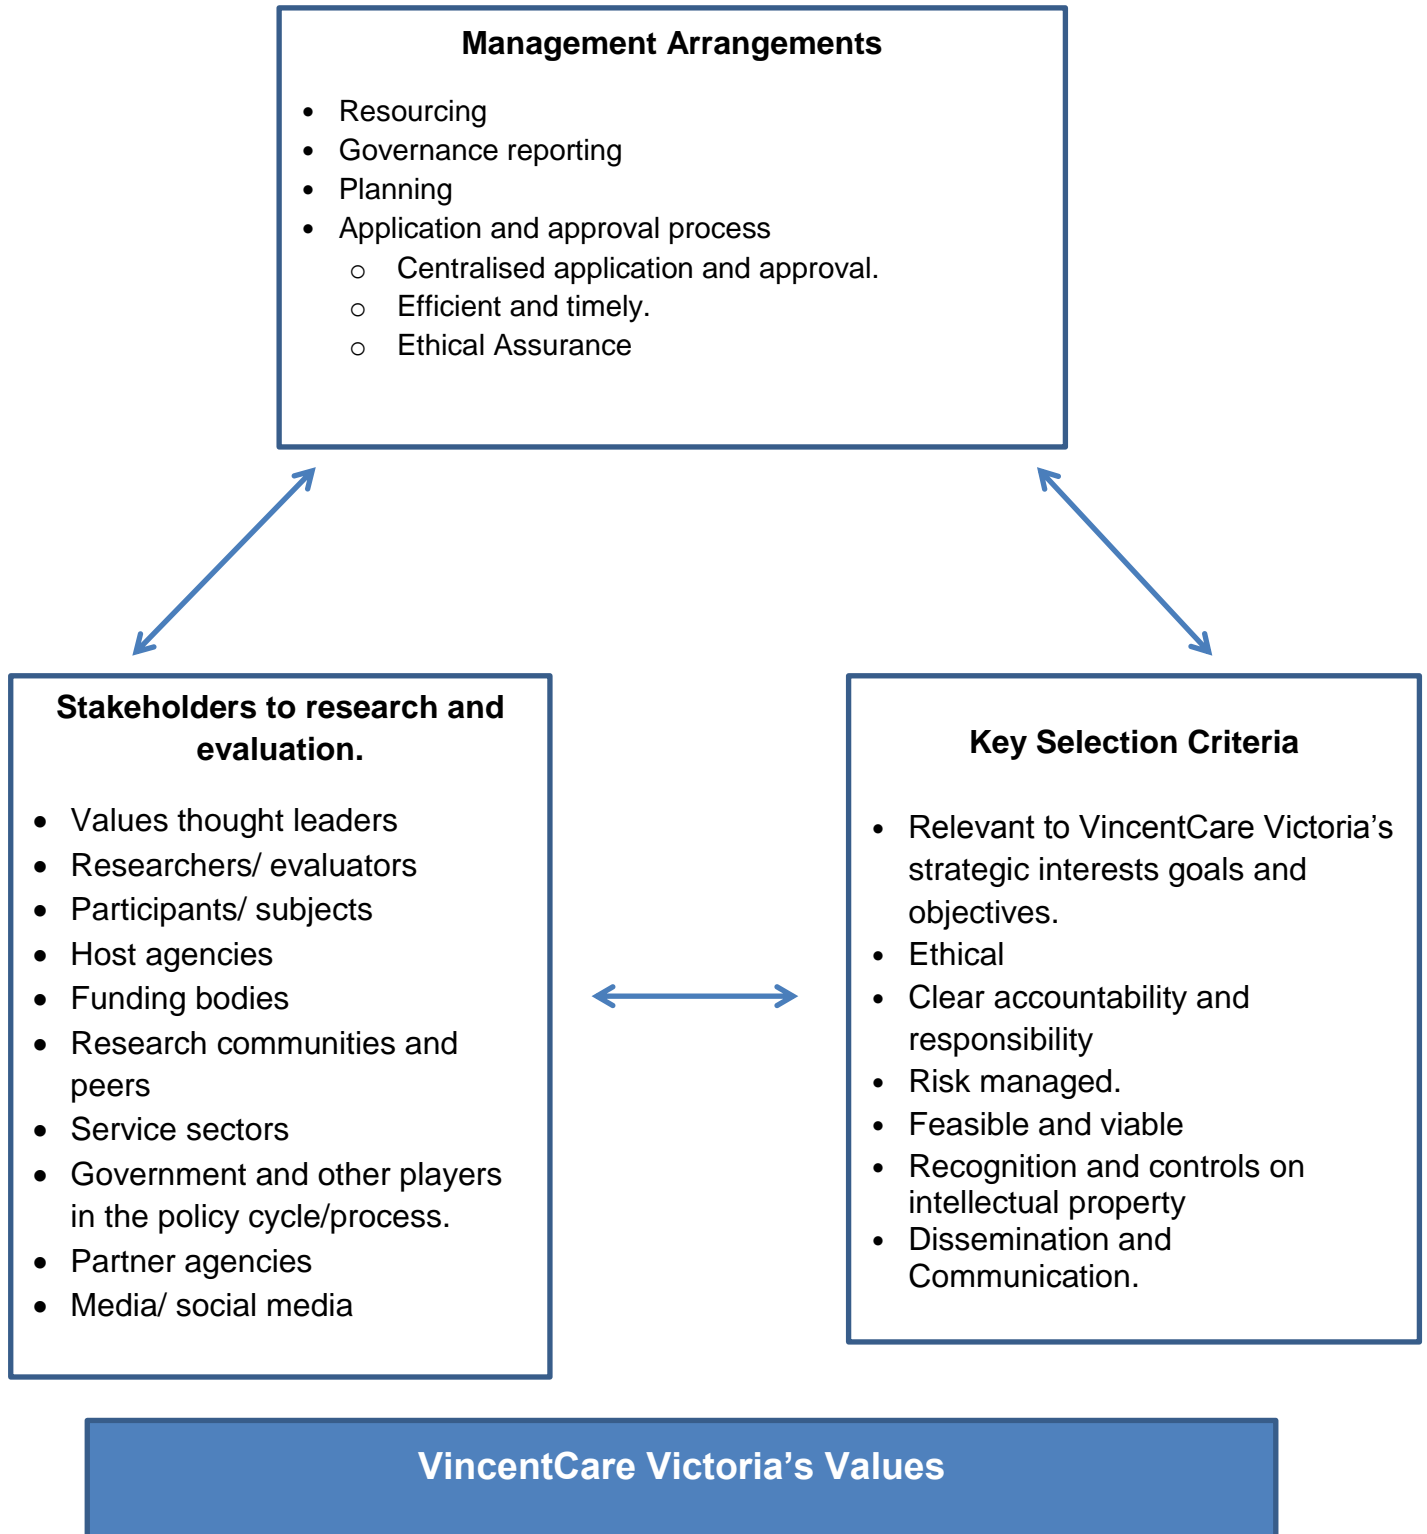 Management Arrangements
• Resourcing
• Governance reporting
• Planning
• Application and approval process
o Centralised application and approval.
o Efficient and timely.
o Ethical Assurance
Stakeholders to research and
evaluation.
• Values thought leaders
• Researchers/ evaluators
• Participants/ subjects
• Host agencies
• Funding bodies
• Research communities and
peers
• Service sectors
• Government and other players
in the policy cycle/process.
• Partner agencies
• Media/ social media
Key Selection Criteria
• Relevant to VincentCare Victoria’s
strategic interests goals and
objectives.
• Ethical
• Clear accountability and
responsibility
• Risk managed.
• Feasible and viable
• Recognition and controls on
intellectual property
• Dissemination and
Communication.
VincentCare Victoria’s Values